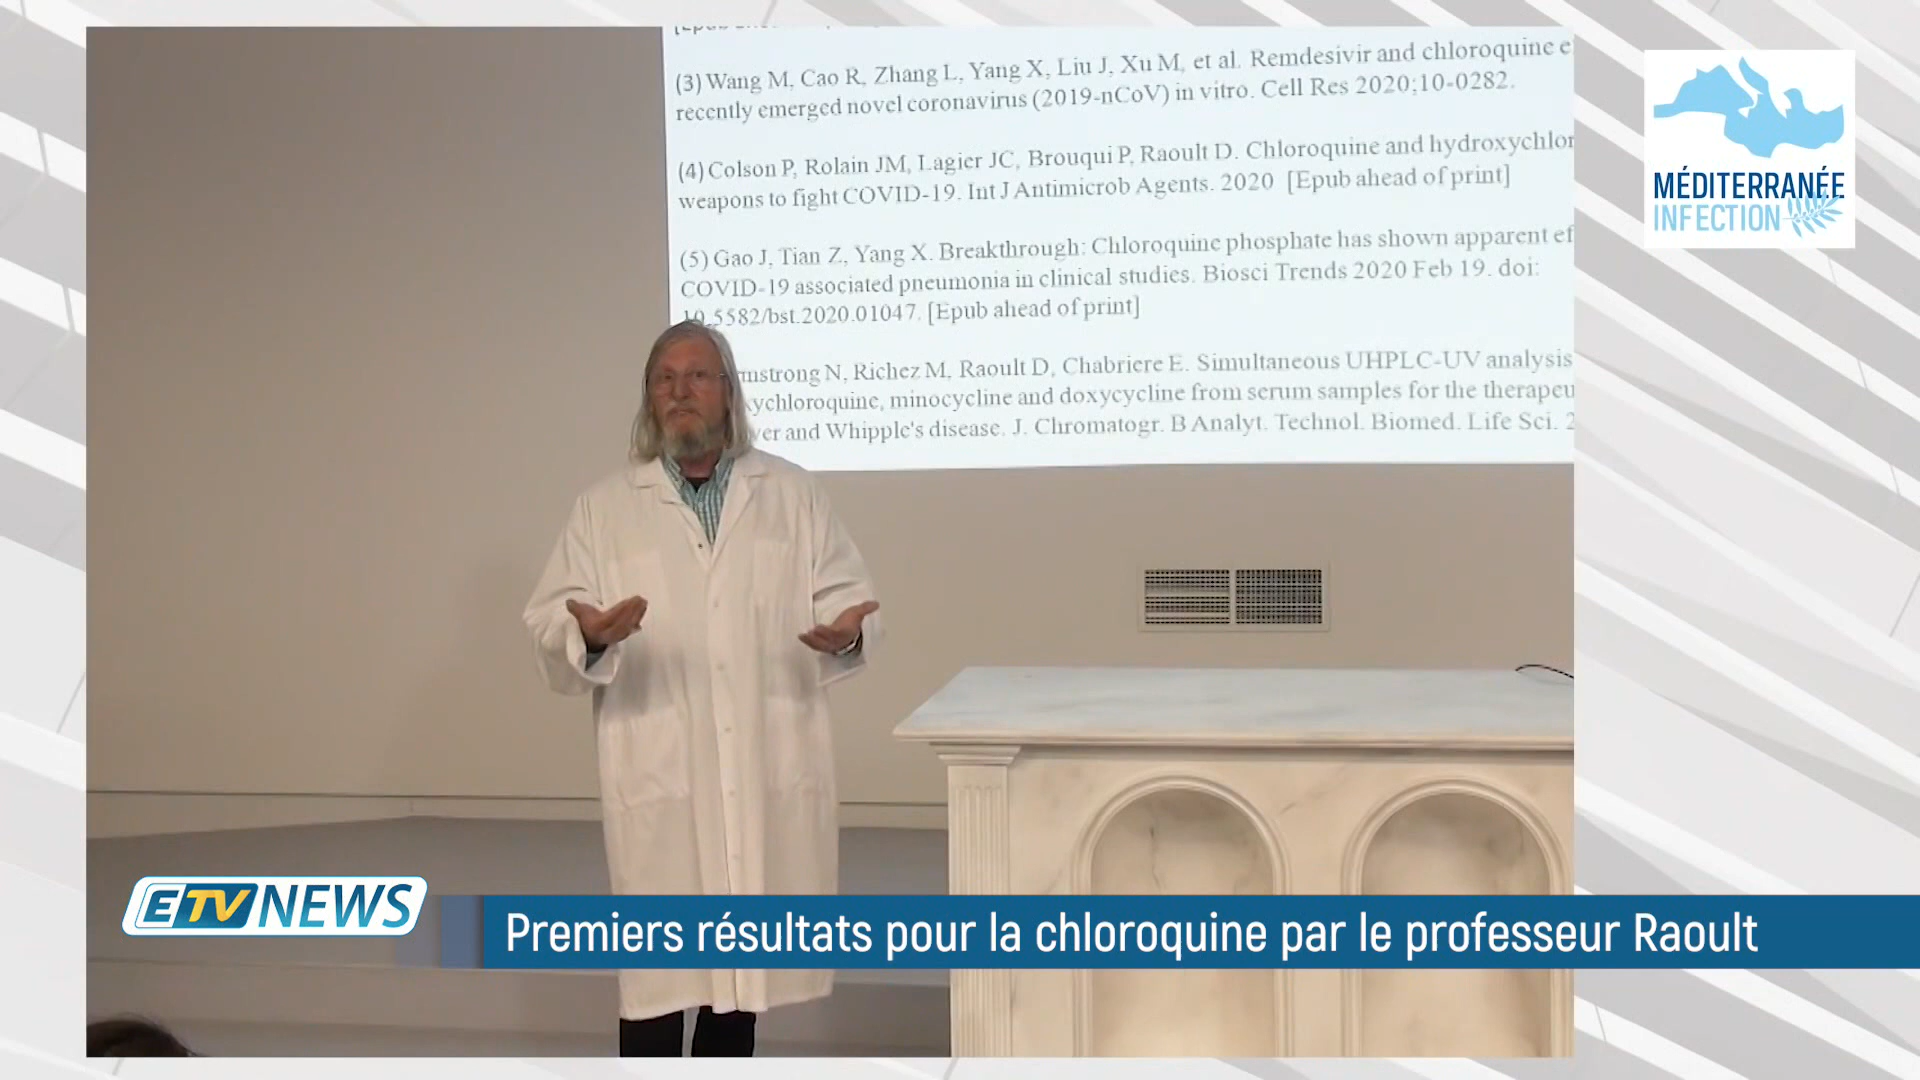 (3) Wang M, Cao R, Zhang L, Yang X, Liu J, Xu M, et al. Remdesivir and chloroquine e
recently emerged novel coronavirus (2019-nCoV) in vitro. Cell Res 2020;10-0282.
(4) Colson P, Rolain JM, Lagier JC, Brouqui P, Raoult D. Chloroquine and hydroxychlor
weapons to fight COVID-19. Int J Antimicrob Agents. 2020 [Epub ahead of print]
(5) Gao J, Tian Z, Yang X. Breakthrough: Chloroquine phosphate has shown apparent ef
COVID-19 associated pneumonia in clinical studies. Biosci Trends 2020 Feb 19. doi:
10.5582/bst.2020.01047. [Epub ahead of print]
mstrong N, Richez M, Raoult D, Chabriere E. Simultaneous UHPLC-UV analysis
ychloroquine, minocycline and doxycycline from serum samples for the therapeu
ver and Whipple's disease. J. Chromatogr. B Analyt. Technol. Biomed. Life Sci. 2
MÉDITERRANÉE
INFECTION
ETV NEWS
Premiers résultats pour la chloroquine par le professeur Raoult